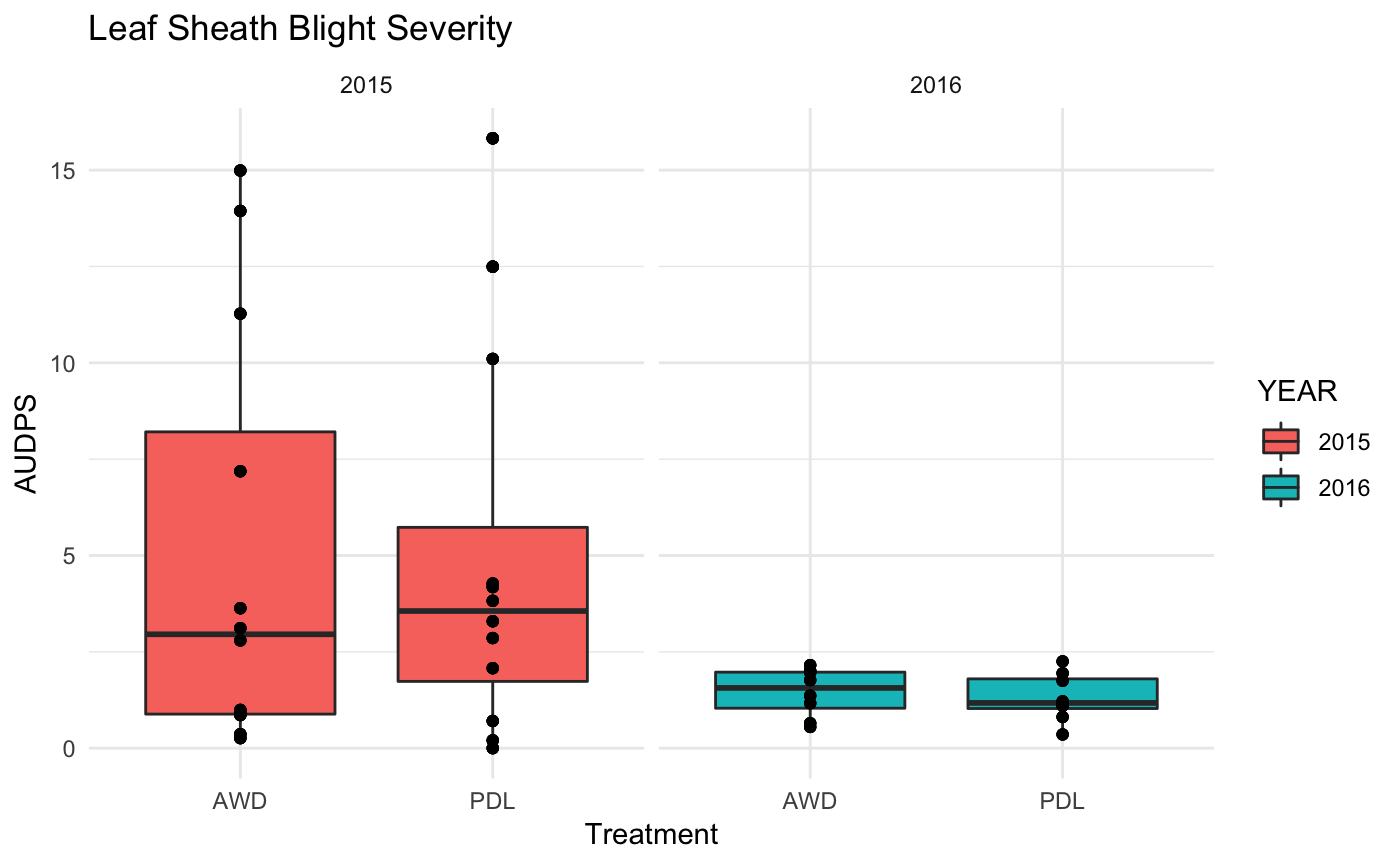 Leaf Sheath Blight Severity
2015
2016
15
10
5
0
AUDPS
AWD
PDL
AWD
PDL
Treatment
YEAR
2015
2016